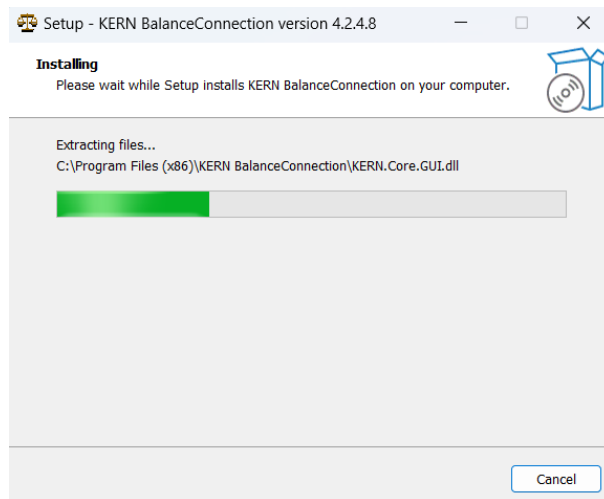 Setup - KERN BalanceConnection version 4.2.4.8
Installing
Please wait while Setup installs KERN BalanceConnection on your computer.
Extracting files...
C:\Program Files (x86)\KERN BalanceConnection\KERN.Core.GUI.dll
Cancel